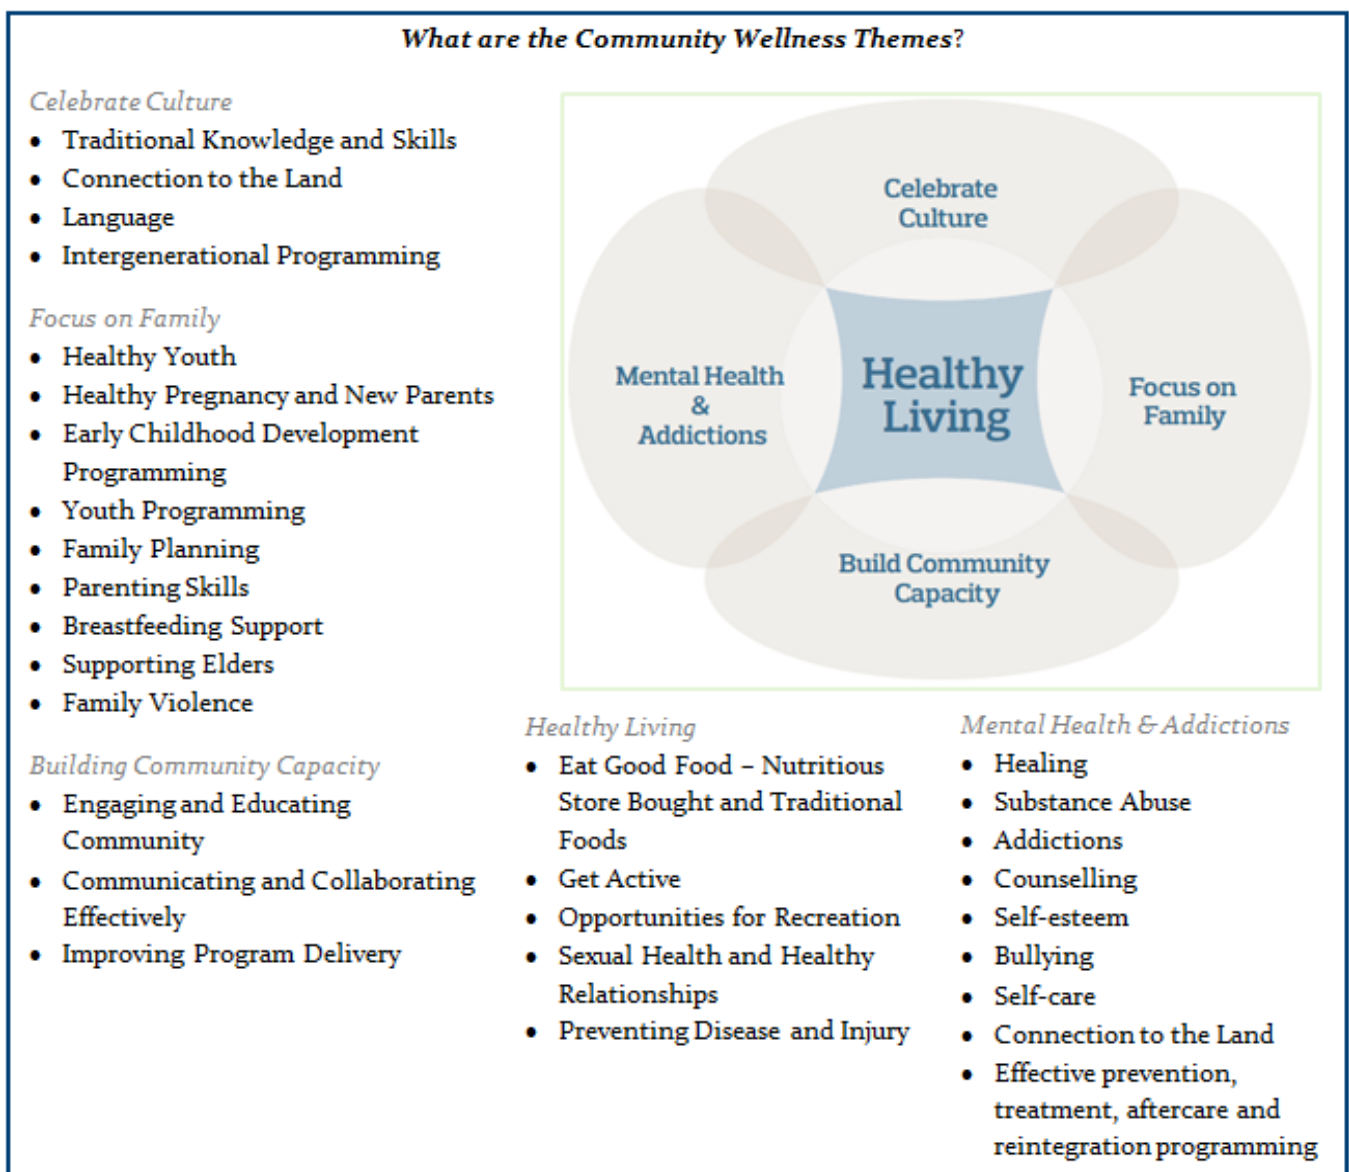 What are the Community Wellness Themes?
Celebrate Culture
• Traditional Knowledge and Skills
• Connection to the Land
• Language
• Intergenerational Programming
Focus on Family
• Healthy Youth
• Healthy Pregnancy and New Parents
• Early Childhood Development
Programming
• Youth Programming
• Family Planning
• Parenting Skills
• Breastfeeding Support
• Supporting Elders
• Family Violence
Building Community Capacity
• Engaging and Educating
Community
• Communicating and Collaborating
Effectively
• Improving Program Delivery
Celebrate
Culture
Mental Health
&
Addictions
Healthy
Living
Focus on
Family
Build Community
Capacity
Healthy Living
• Eat Good Food – Nutritious
Store Bought and Traditional
Foods
• Get Active
• Opportunities for Recreation
• Sexual Health and Healthy
Relationships
• Preventing Disease and Injury
Mental Health & Addictions
• Healing
• Substance Abuse
• Addictions
• Counselling
• Self-esteem
• Bullying
• Self-care
• Connection to the Land
• Effective prevention,
treatment, aftercare and
reintegration programming